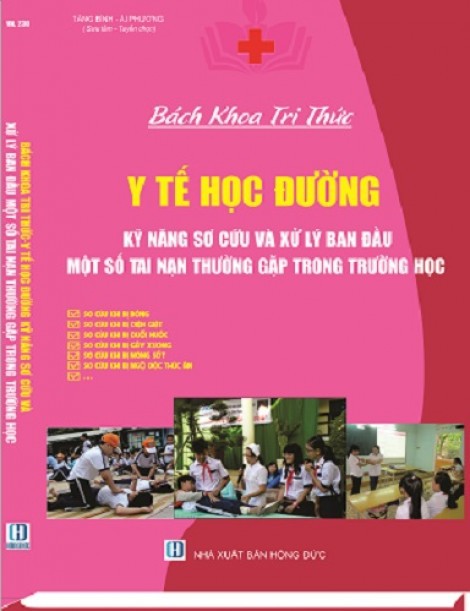 TĂNG BÌNH - ÁI PHƯƠNG
(Sưu tầm - Tuyển chọn)
Bách Khoa Tri Thức
Y TẾ HỌC ĐƯỜNG
KỸ NĂNG SƠ CỨU VÀ XỬ LÝ BAN ĐẦU
MỘT SỐ TAI NẠN THƯỜNG GẶP TRONG TRƯỜNG HỌC
SƠ CỨU KHI BỊ BỎNG
SƠ CỨU KHI BỊ ĐIỆN GIẬT
SƠ CỨU KHI BỊ ĐUỐI NƯỚC
SƠ CỨU KHI BỊ GÃY XƯƠNG
SƠ CỨU KHI BỊ NÓNG SỐT
SƠ CỨU KHI BỊ NGỘ ĐỘC THỨC ĂN
...
NHÀ XUẤT BẢN HỒNG ĐỨC
BÁCH KHOA TRI THỨC Y TẾ HỌC ĐƯỜNG KỸ NĂNG SƠ CỨU VÀ
XỬ LÝ BAN ĐẦU MỘT SỐ TAI NẠN THƯỜNG GẶP TRONG TRƯỜNG HỌC